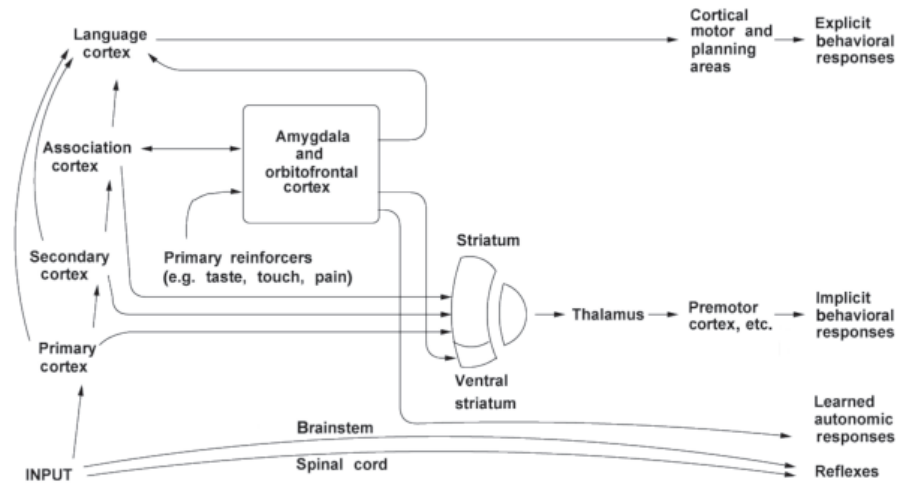 Language
cortex
Cortical
motor and
planning
areas
Explicit
behavioral
responses
Association
cortex
Amygdala
and
orbitofrontal
cortex
Secondary
cortex
Primary reinforcers
(e.g. taste, touch, pain)
Striatum
Primary
cortex
Thalamus
Premotor
cortex, etc.
Implicit
behavioral
responses
Ventral
striatum
Learned
autonomic
responses
Brainstem
Spinal cord
INPUT
Reflexes